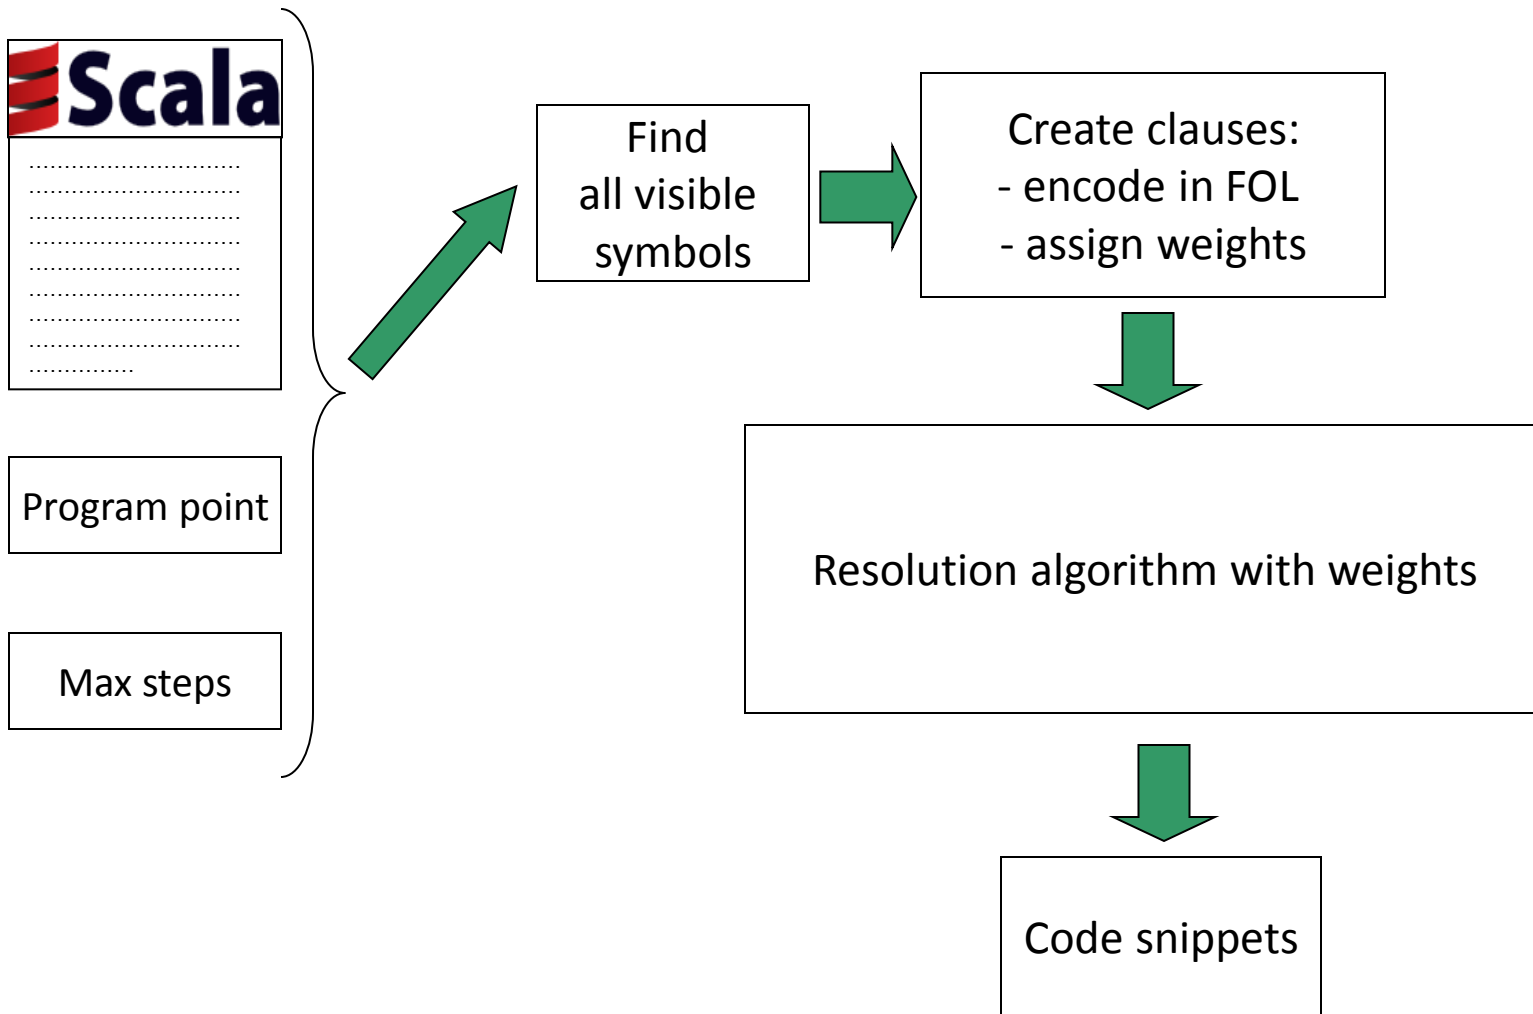 Scala
Program point
Max steps
Find
all visible
symbols
Create clauses:
- encode in FOL
- assign weights
Resolution algorithm with weights
Code snippets